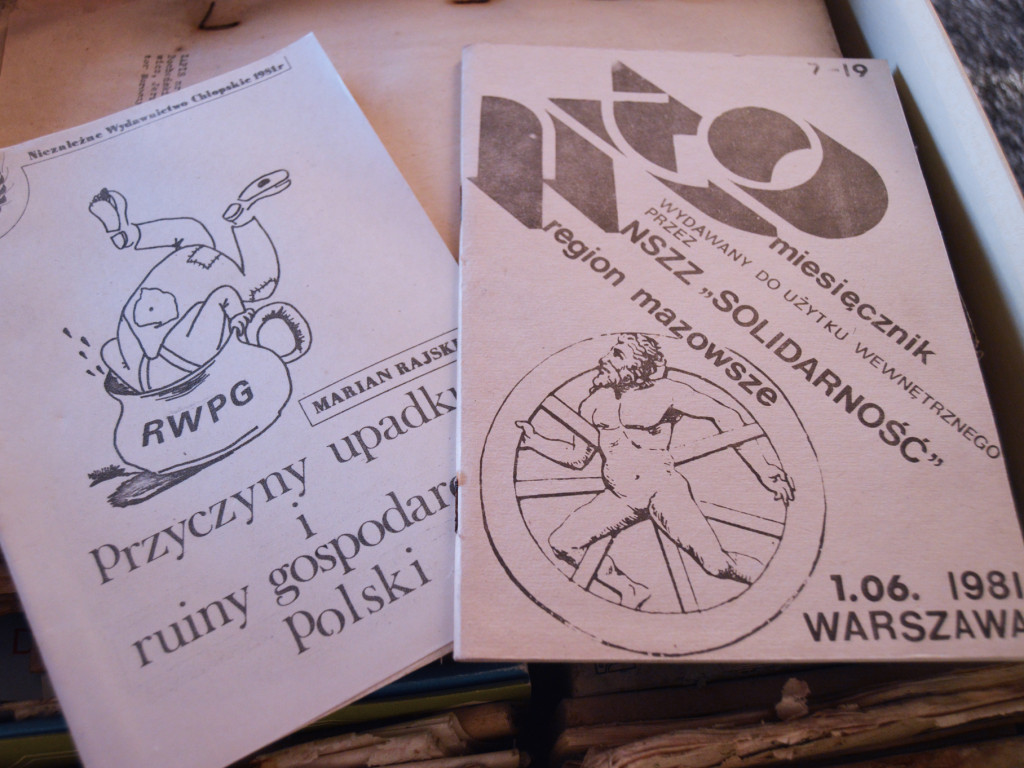 Niezależne Wydawnictwo Chłopskie 1981r
RWPG
MARIAN RAJSKI
Przyczyny upadku
i
ruiny gospodarc
Polski
7-19
miesięcznik
WYDAWANY DO UŻYTKU WEWNĘTRZNEGO
PRZEZ
NSZZ „SOLIDARNOŚĆ”
region mazowsze
1.06. 1981
WARSZAWA